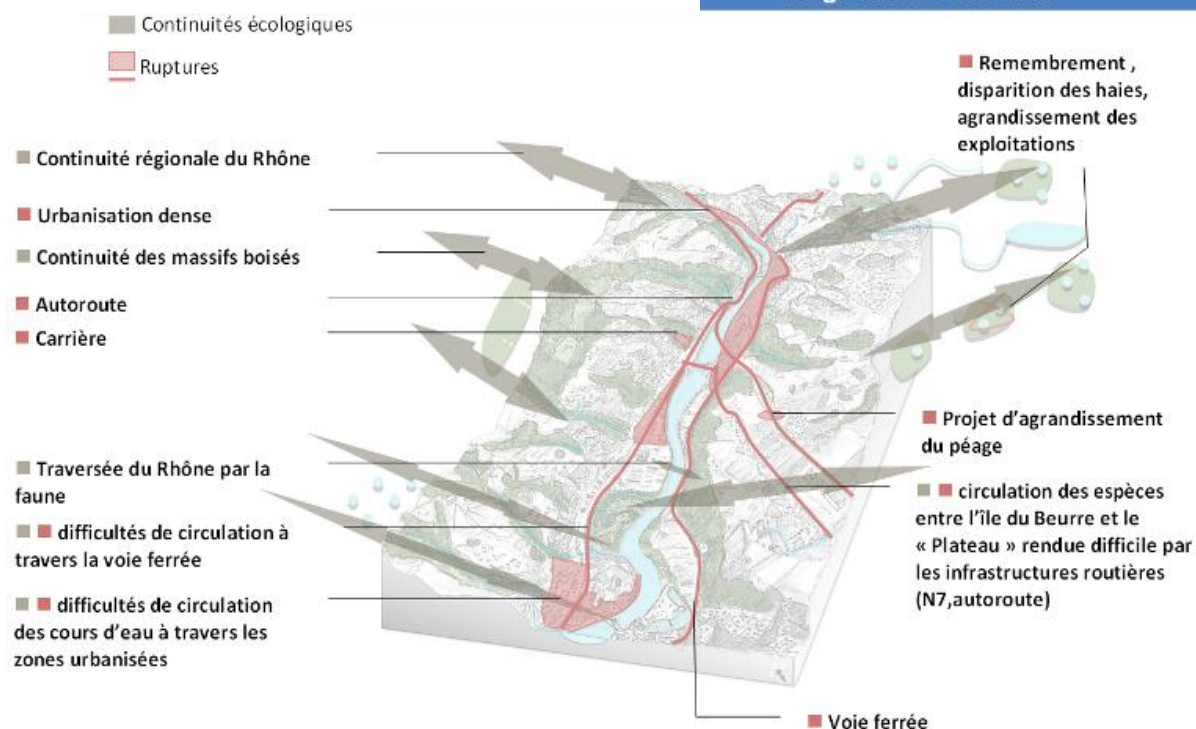 Continuités écologiques
Ruptures
Remembrement ,
disparition des haies,
agrandissement des
exploitations
Continuité régionale du Rhône
Urbanisation dense
Continuité des massifs boisés
Autoroute
Carrière
Projet d'agrandissement
du péage
Traversée du Rhône par la
faune
circulation des espèces
entre l'île du Beurre et le
« Plateau » rendue difficile par
les infrastructures routières
(N7,autoroute)
difficultés de circulation à
travers la voie ferrée
difficultés de circulation
des cours d'eau à travers les
zones urbanisées
Voie ferrée